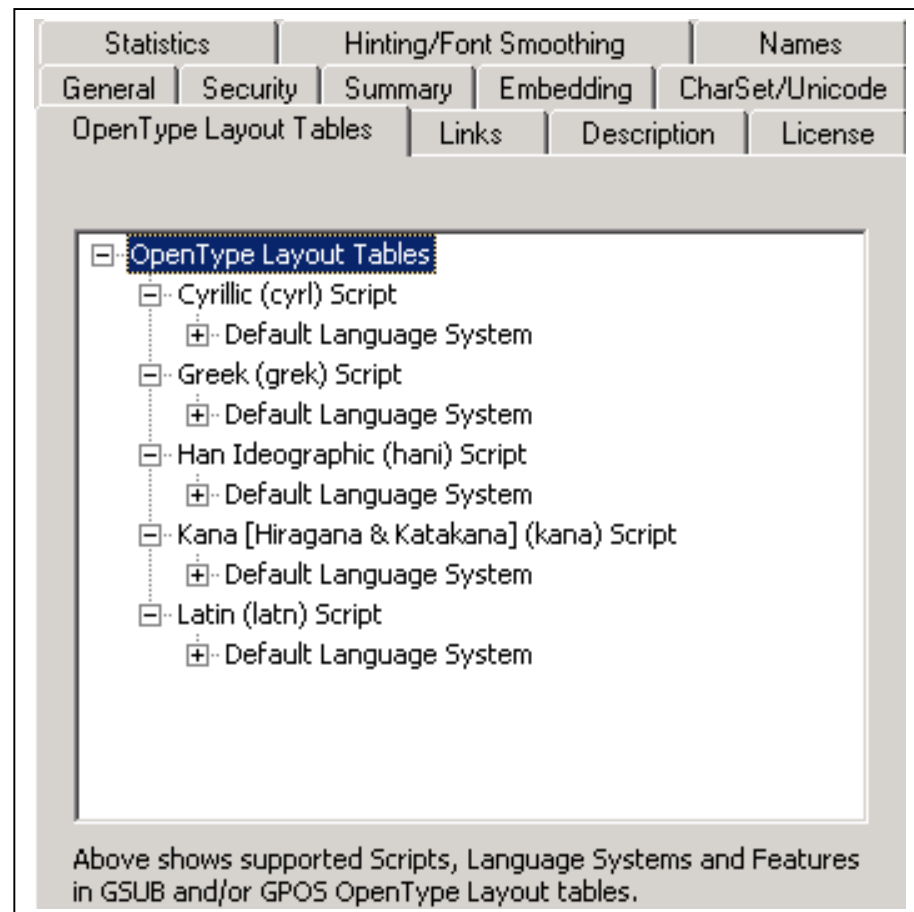 Statistics Hinting/Font Smoothing Names
General Security Summary Embedding CharSet/Unicode
OpenType Layout Tables Links Description License
OpenType Layout Tables
Cyrillic (cyrl) Script
Default Language System
Greek (grek) Script
Default Language System
Han Ideographic (hani) Script
Default Language System
Kana [Hiragana & Katakana] (kana) Script
Default Language System
Latin (latn) Script
Default Language System
Above shows supported Scripts, Language Systems and Features
in GSUB and/or GPOS OpenType Layout tables.